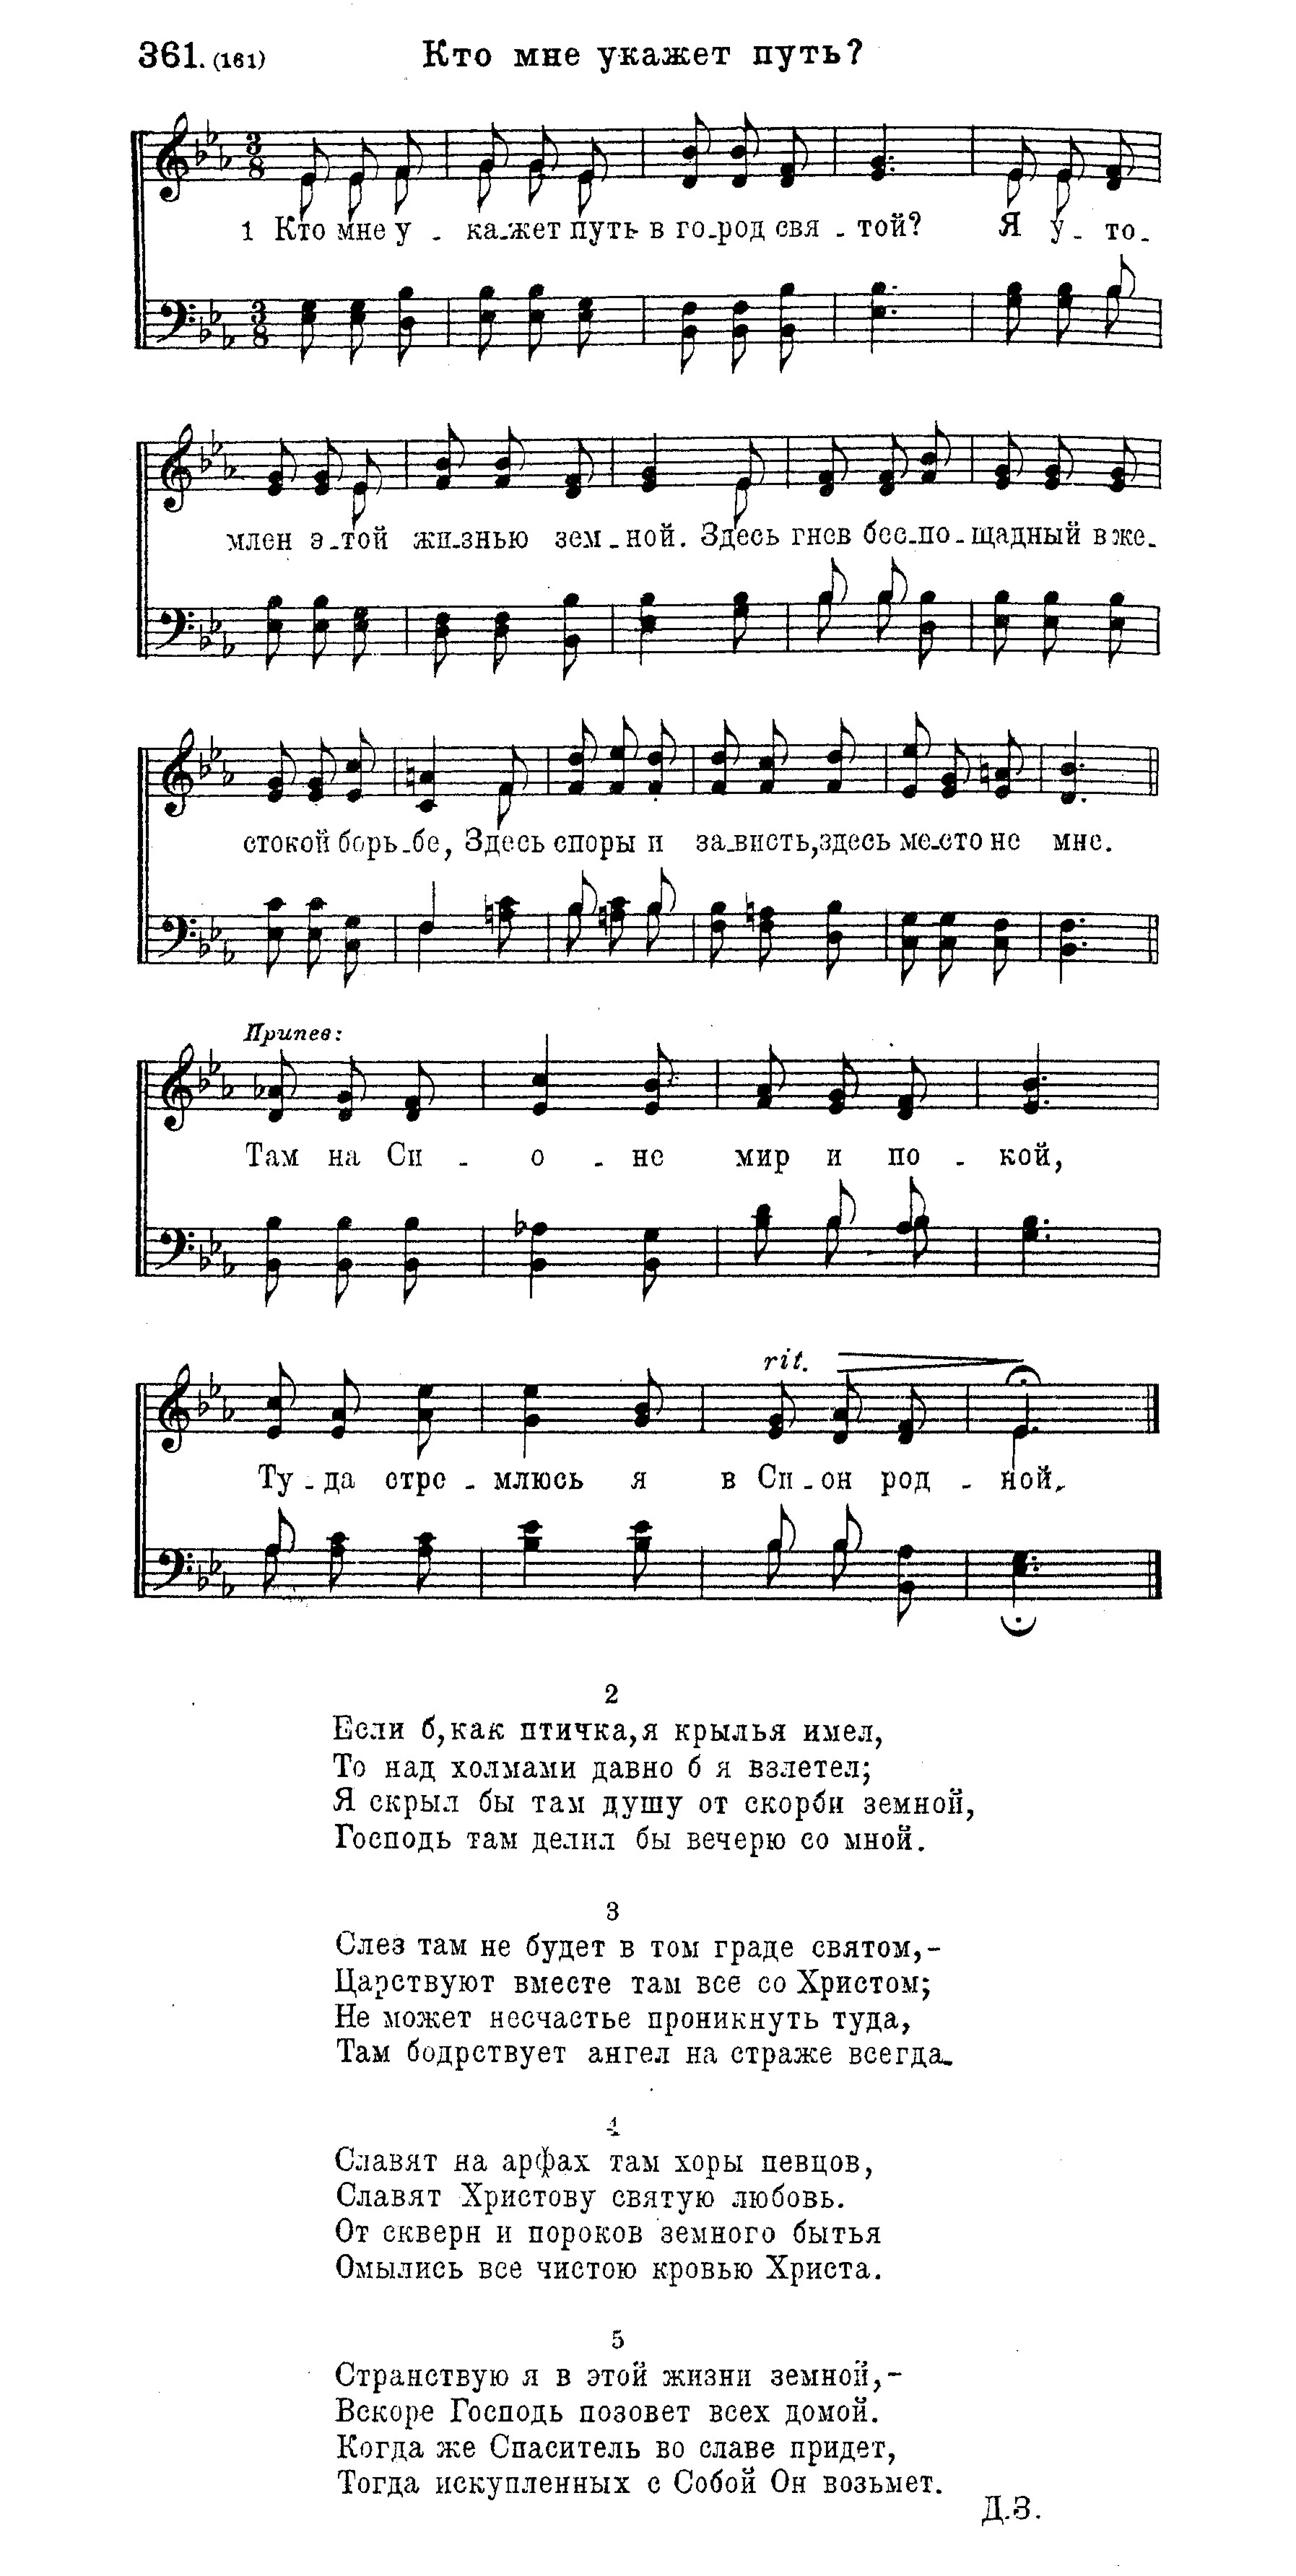 361. (161) Кто мне укажет путь?
3
8
1 Кто мне у - ка-жет путь в го-род свя - той? Я у - то-
3
8
млен э-той жи-знью зем-ной. Здесь гнев бес-по-щадный в же-
стокой борь-бе, Здесь споры и за-висть, здесь ме-сто не мне.
Припев:
Там на Си - о - не мир и по - кой,
rit.
Ту - да стре - млюсь я в Си-он род - ной.
2
Если б, как птичка, я крылья имел,
То над холмами давно б я взлетел;
Я скрыл бы там душу от скорби земной,
Господь там делил бы вечерю со мной.
3
Слез там не будет в том граде святом,-
Царствуют вместе там все со Христом;
Не может несчастье проникнуть туда,
Там бодрствует ангел на страже всегда.
4
Славят на арфах там хоры певцов,
Славят Христову святую любовь.
От скверн и пороков земного бытья
Омылись все чистою кровью Христа.
5
Странствую я в этой жизни земной,-
Вскоре Господь позовет всех домой.
Когда же Спаситель во славе придет,
Тогда искупленных с Собой Он возьмет.
Д.З.